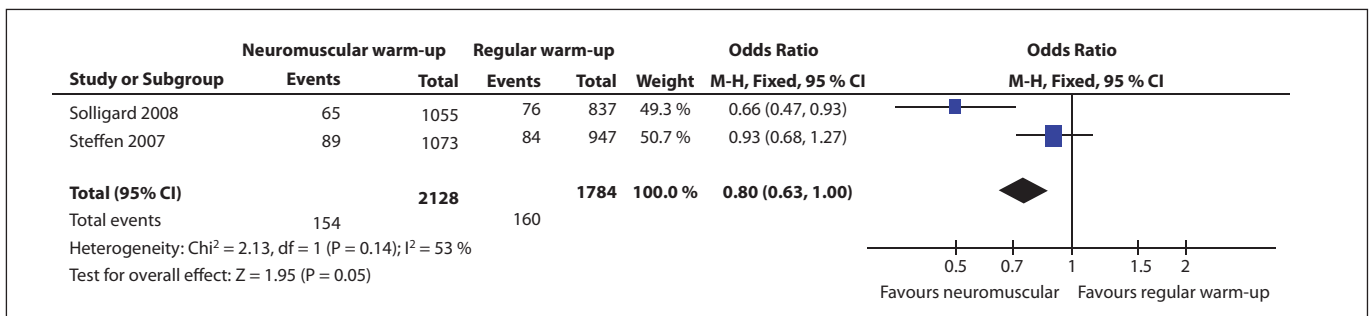 Neuromuscular warm-up Regular warm-up Odds Ratio Odds Ratio
Study or Subgroup Events Total Events Total Weight M-H, Fixed, 95 % CI M-H, Fixed, 95 % CI
Solligard 2008 65 1055 76 837 49.3 % 0.66 (0.47, 0.93)
Steffen 2007 89 1073 84 947 50.7 % 0.93 (0.68, 1.27)
Total (95% CI) 2128 1784 100.0 % 0.80 (0.63, 1.00)
Total events 154 160
Heterogeneity: Chi² = 2.13, df = 1 (P = 0.14); I² = 53 %
Test for overall effect: Z = 1.95 (P = 0.05)
0.5 0.7 1 1.5 2
Favours neuromuscular Favours regular warm-up